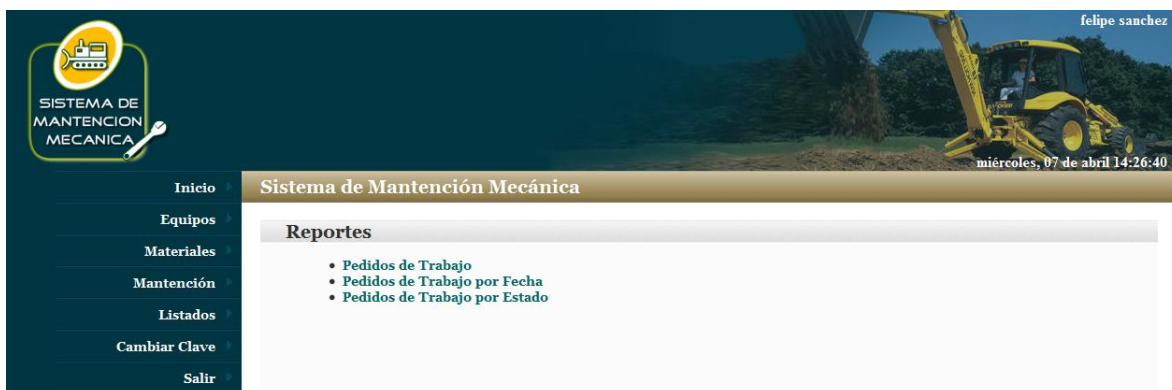 felipe sanchez
SISTEMA DE
MANTENCION
MECANICA
miércoles, 07 de abril 14:26:40
Inicio
Sistema de Mantención Mecánica
Equipos
Reportes
Materiales
• Pedidos de Trabajo
• Pedidos de Trabajo por Fecha
Mantención
• Pedidos de Trabajo por Estado
Listados
Cambiar Clave
Salir